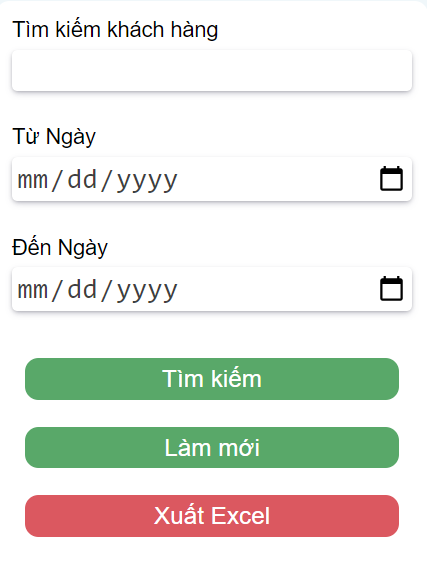 Tìm kiếm khách hàng
Từ Ngày
mm/dd/yyyy
Đến Ngày
mm/dd/yyyy
Tìm kiếm
Làm mới
Xuất Excel